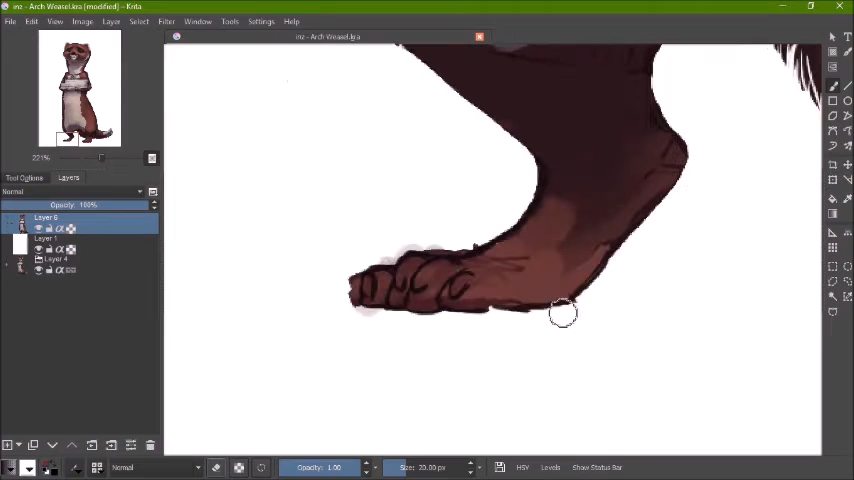 inz - Arch Weasel.kra [modified] - Krita
File Edit View Image Layer Select Filter Window Tools Settings Help
inz - Arch Weasel.kra
221%
Tool Options Layers
Normal
Opacity: 100%
Layer 6
Layer 1
Layer 4
Normal Opacity: 1.00 Size: 20.00 px HSY Levels Show Status Bar